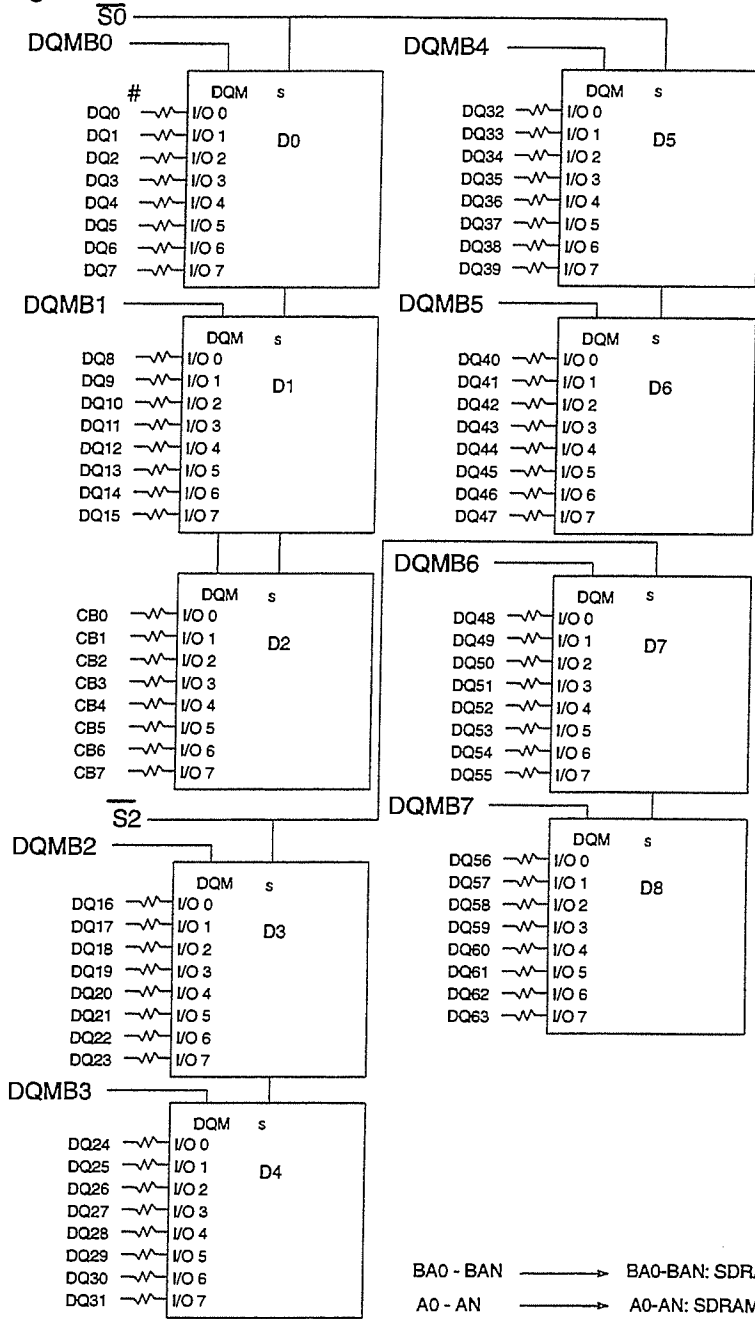 S0
DQMB0
#
DQM s
D0
DQ0 I/O 0
DQ1 I/O 1
DQ2 I/O 2
DQ3 I/O 3
DQ4 I/O 4
DQ5 I/O 5
DQ6 I/O 6
DQ7 I/O 7
DQMB1
DQM s
D1
DQ8 I/O 0
DQ9 I/O 1
DQ10 I/O 2
DQ11 I/O 3
DQ12 I/O 4
DQ13 I/O 5
DQ14 I/O 6
DQ15 I/O 7
DQM s
D2
CB0 I/O 0
CB1 I/O 1
CB2 I/O 2
CB3 I/O 3
CB4 I/O 4
CB5 I/O 5
CB6 I/O 6
CB7 I/O 7
S2
DQMB2
DQM s
D3
DQ16 I/O 0
DQ17 I/O 1
DQ18 I/O 2
DQ19 I/O 3
DQ20 I/O 4
DQ21 I/O 5
DQ22 I/O 6
DQ23 I/O 7
DQMB3
DQM s
D4
DQ24 I/O 0
DQ25 I/O 1
DQ26 I/O 2
DQ27 I/O 3
DQ28 I/O 4
DQ29 I/O 5
DQ30 I/O 6
DQ31 I/O 7
DQMB4
DQM s
D5
DQ32 I/O 0
DQ33 I/O 1
DQ34 I/O 2
DQ35 I/O 3
DQ36 I/O 4
DQ37 I/O 5
DQ38 I/O 6
DQ39 I/O 7
DQMB5
DQM s
D6
DQ40 I/O 0
DQ41 I/O 1
DQ42 I/O 2
DQ43 I/O 3
DQ44 I/O 4
DQ45 I/O 5
DQ46 I/O 6
DQ47 I/O 7
DQMB6
DQM s
D7
DQ48 I/O 0
DQ49 I/O 1
DQ50 I/O 2
DQ51 I/O 3
DQ52 I/O 4
DQ53 I/O 5
DQ54 I/O 6
DQ55 I/O 7
DQMB7
DQM s
D8
DQ56 I/O 0
DQ57 I/O 1
DQ58 I/O 2
DQ59 I/O 3
DQ60 I/O 4
DQ61 I/O 5
DQ62 I/O 6
DQ63 I/O 7
BA0 - BAN BA0-BAN:
A0 - AN A0-AN: SDRAM